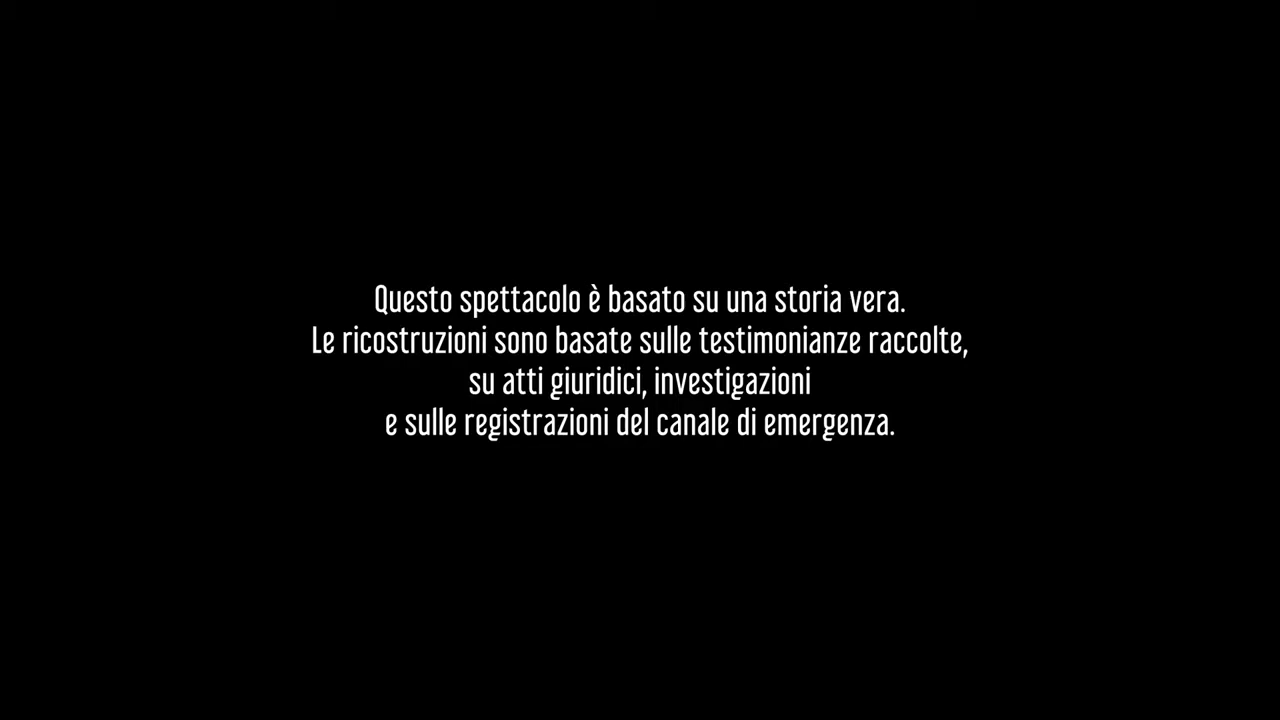 Questo spettacolo è basato su una storia vera.
Le ricostruzioni sono basate sulle testimonianze raccolte,
su atti giuridici, investigazioni
e sulle registrazioni del canale di emergenza.